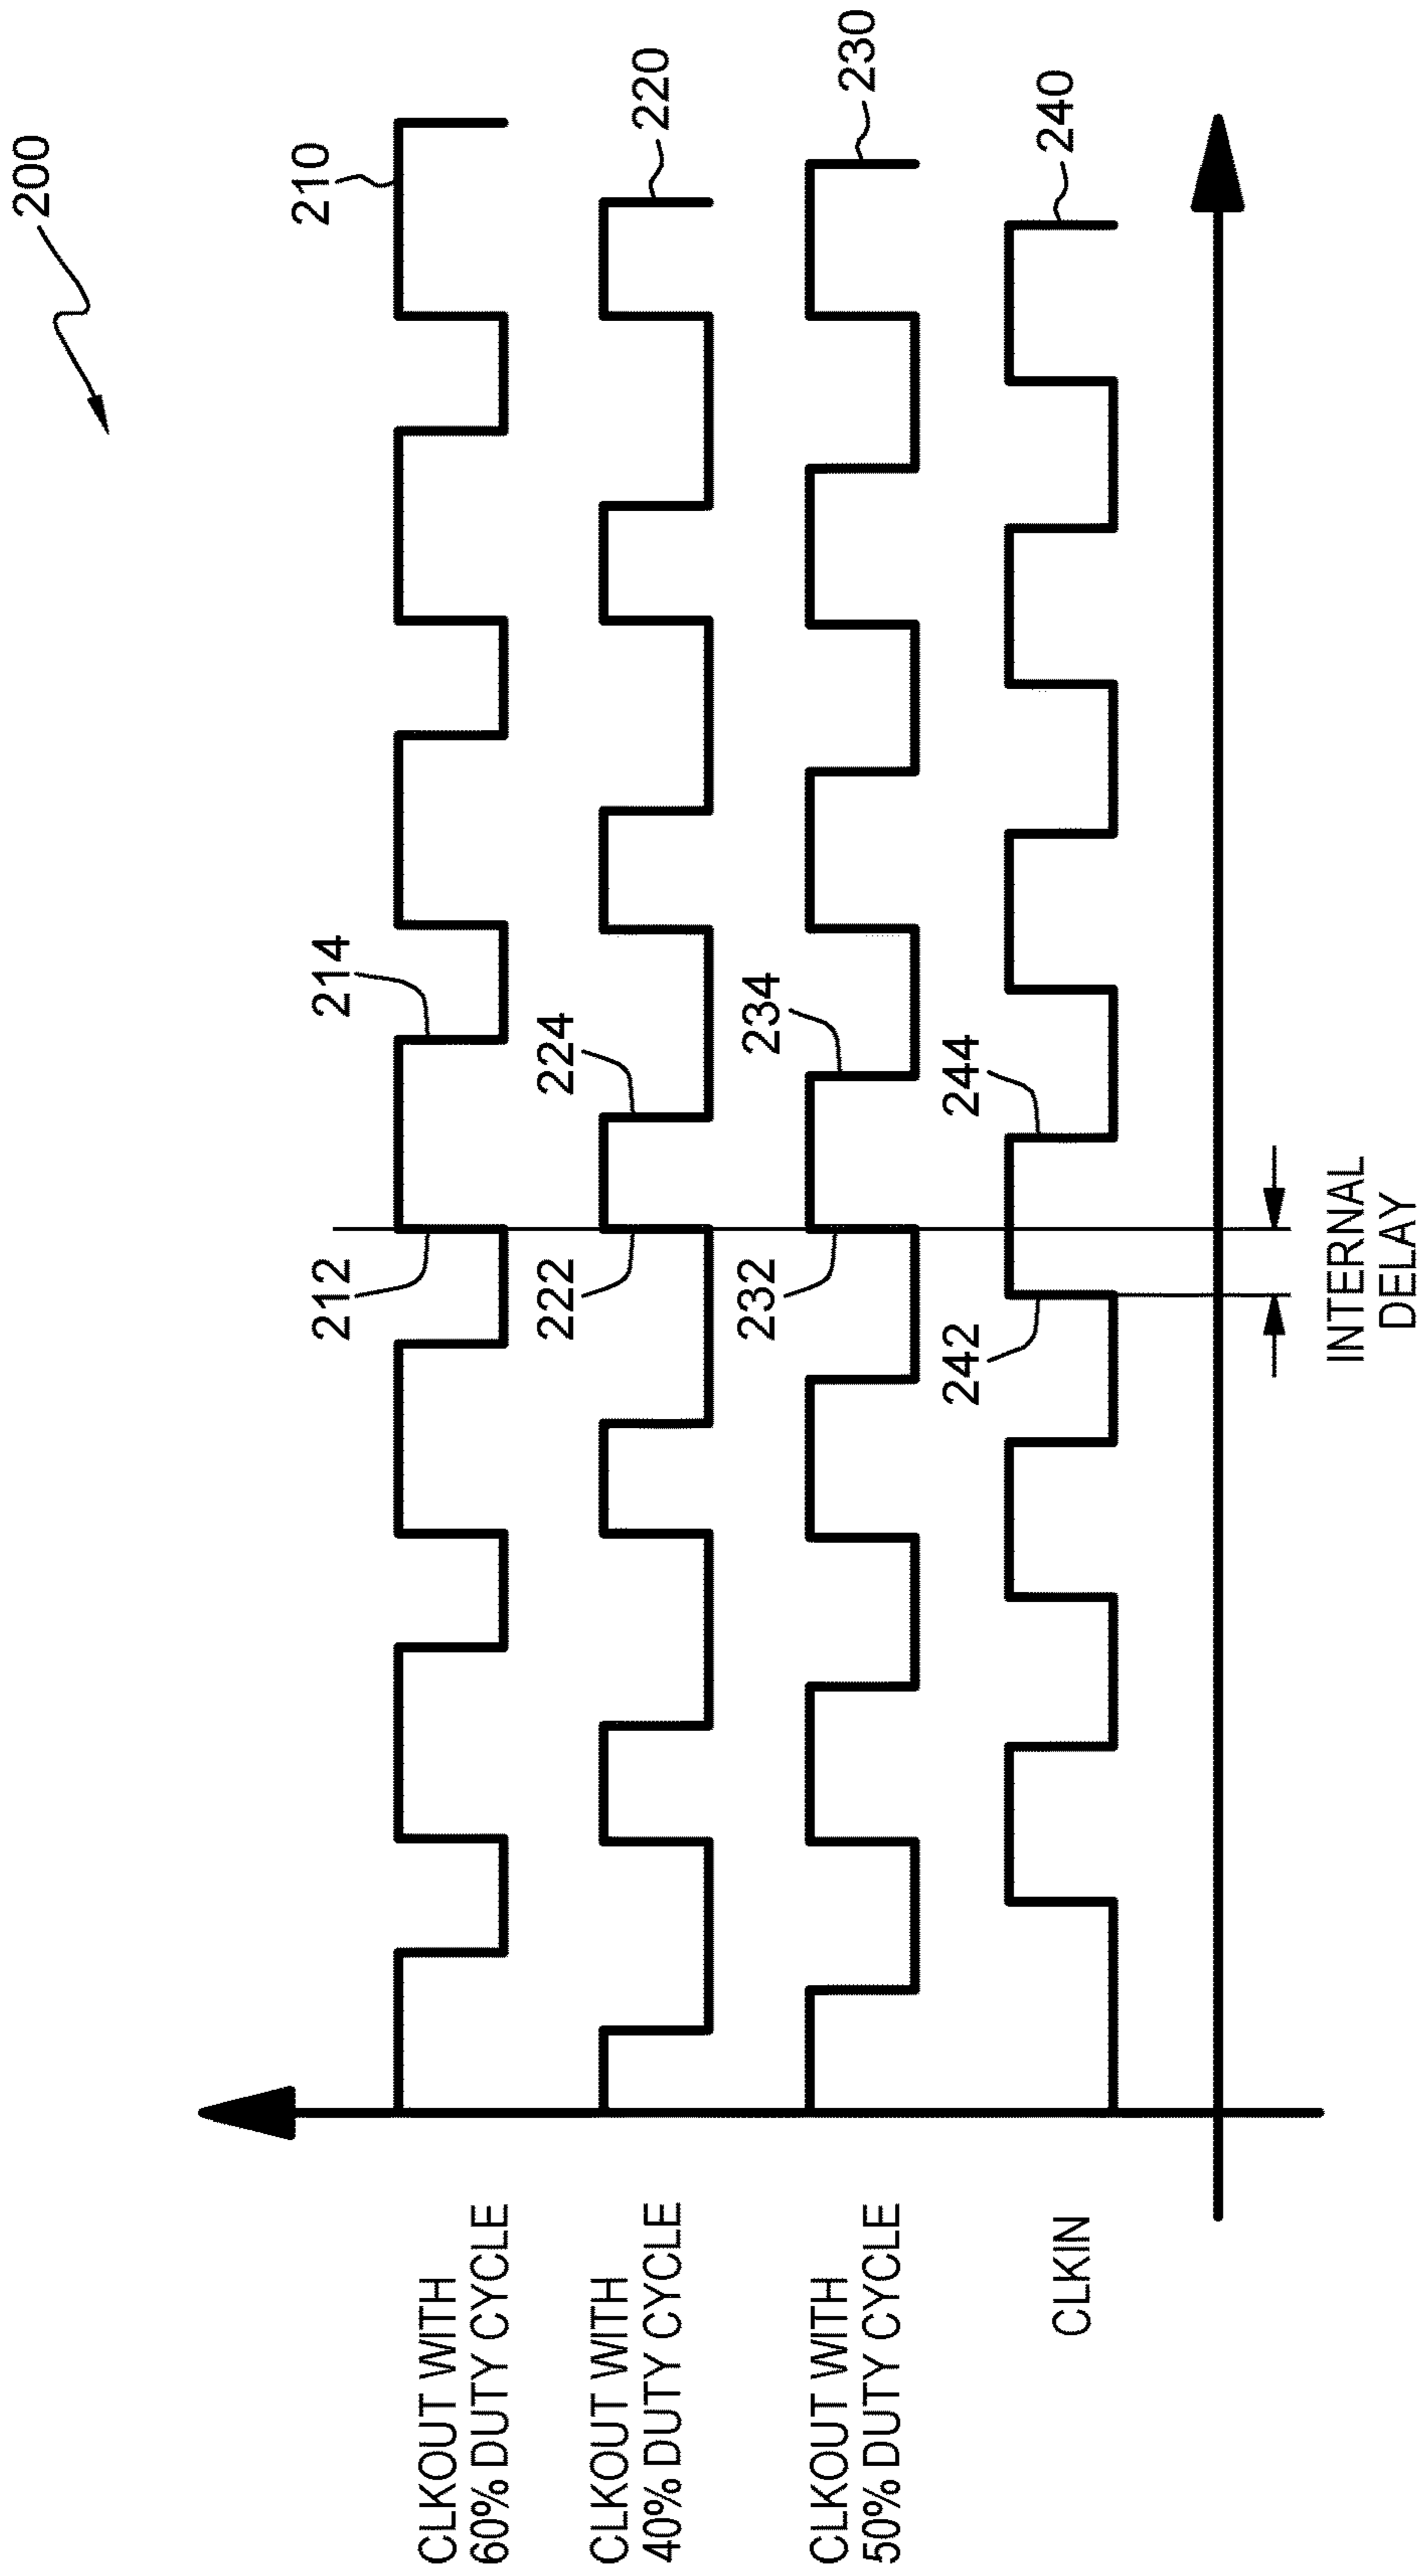 200
CLKOUT WITH
60% DUTY CYCLE
212
214
210
CLKOUT WITH
40% DUTY CYCLE
222
224
220
CLKOUT WITH
50% DUTY CYCLE
232
234
230
CLKIN
242
244
240
INTERNAL
DELAY